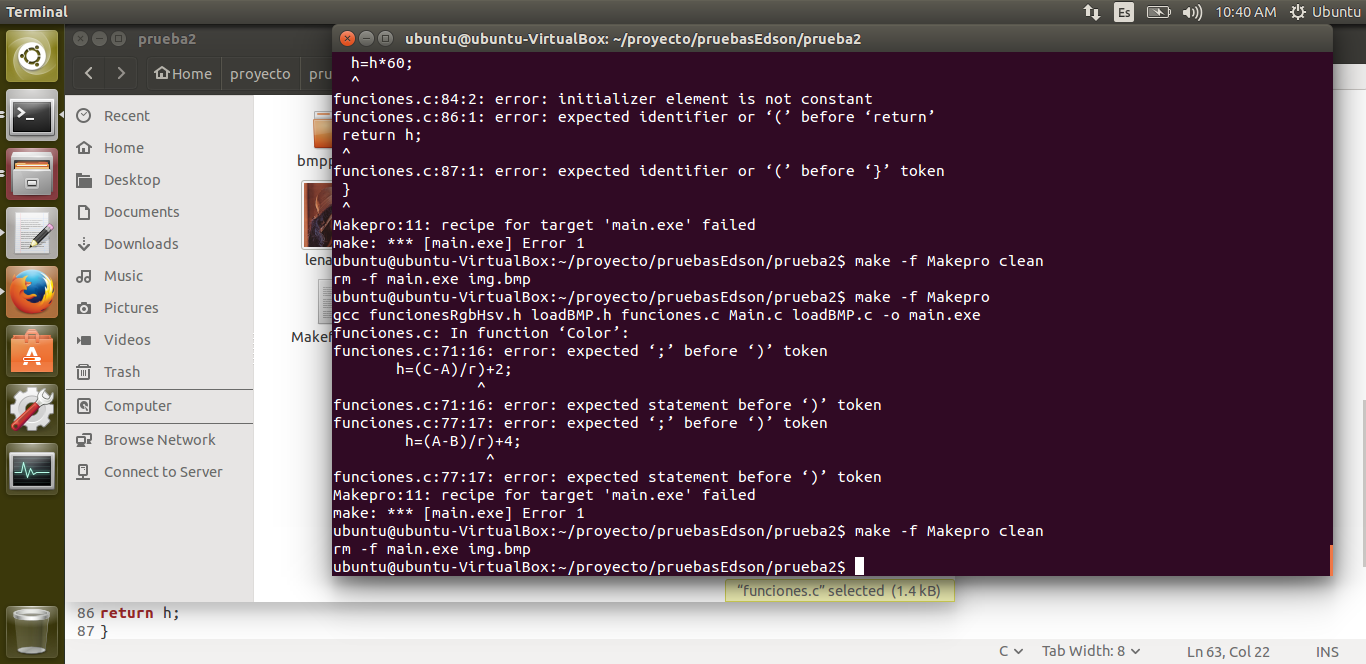 Terminal
Es
10:40 AM
Ubuntu
prueba2
Home
proyecto
pru
Recent
Home
Desktop
Documents
Downloads
Music
Pictures
Videos
Trash
Computer
Browse Network
Connect to Server
bmpp
lena
Makef
ubuntu@ubuntu-VirtualBox: ~/proyecto/pruebasEdson/prueba2
h=h*60;
^
funciones.c:84:2: error: initializer element is not constant
funciones.c:86:1: error: expected identifier or ‘(’ before ‘return’
return h;
^
funciones.c:87:1: error: expected identifier or ‘(’ before ‘}’ token
}
^
Makepro:11: recipe for target 'main.exe' failed
make: *** [main.exe] Error 1
ubuntu@ubuntu-VirtualBox:~/proyecto/pruebasEdson/prueba2$ make -f Makepro clean
rm -f main.exe img.bmp
ubuntu@ubuntu-VirtualBox:~/proyecto/pruebasEdson/prueba2$ make -f Makepro
gcc funcionesRgbHsv.h loadBMP.h funciones.c Main.c loadBMP.c -o main.exe
funciones.c: In function ‘Color’:
funciones.c:71:16: error: expected ‘;’ before ‘)’ token
h=(C-A)/r)+2;
^
funciones.c:71:16: error: expected statement before ‘)’ token
funciones.c:77:17: error: expected ‘;’ before ‘)’ token
h=(A-B)/r)+4;
^
funciones.c:77:17: error: expected statement before ‘)’ token
Makepro:11: recipe for target 'main.exe' failed
make: *** [main.exe] Error 1
ubuntu@ubuntu-VirtualBox:~/proyecto/pruebasEdson/prueba2$ make -f Makepro clean
rm -f main.exe img.bmp
ubuntu@ubuntu-VirtualBox:~/proyecto/pruebasEdson/prueba2$
“funciones.c” selected (1.4 kB)
86 return h;
87 }
C
Tab Width: 8
Ln 63, Col 22
INS